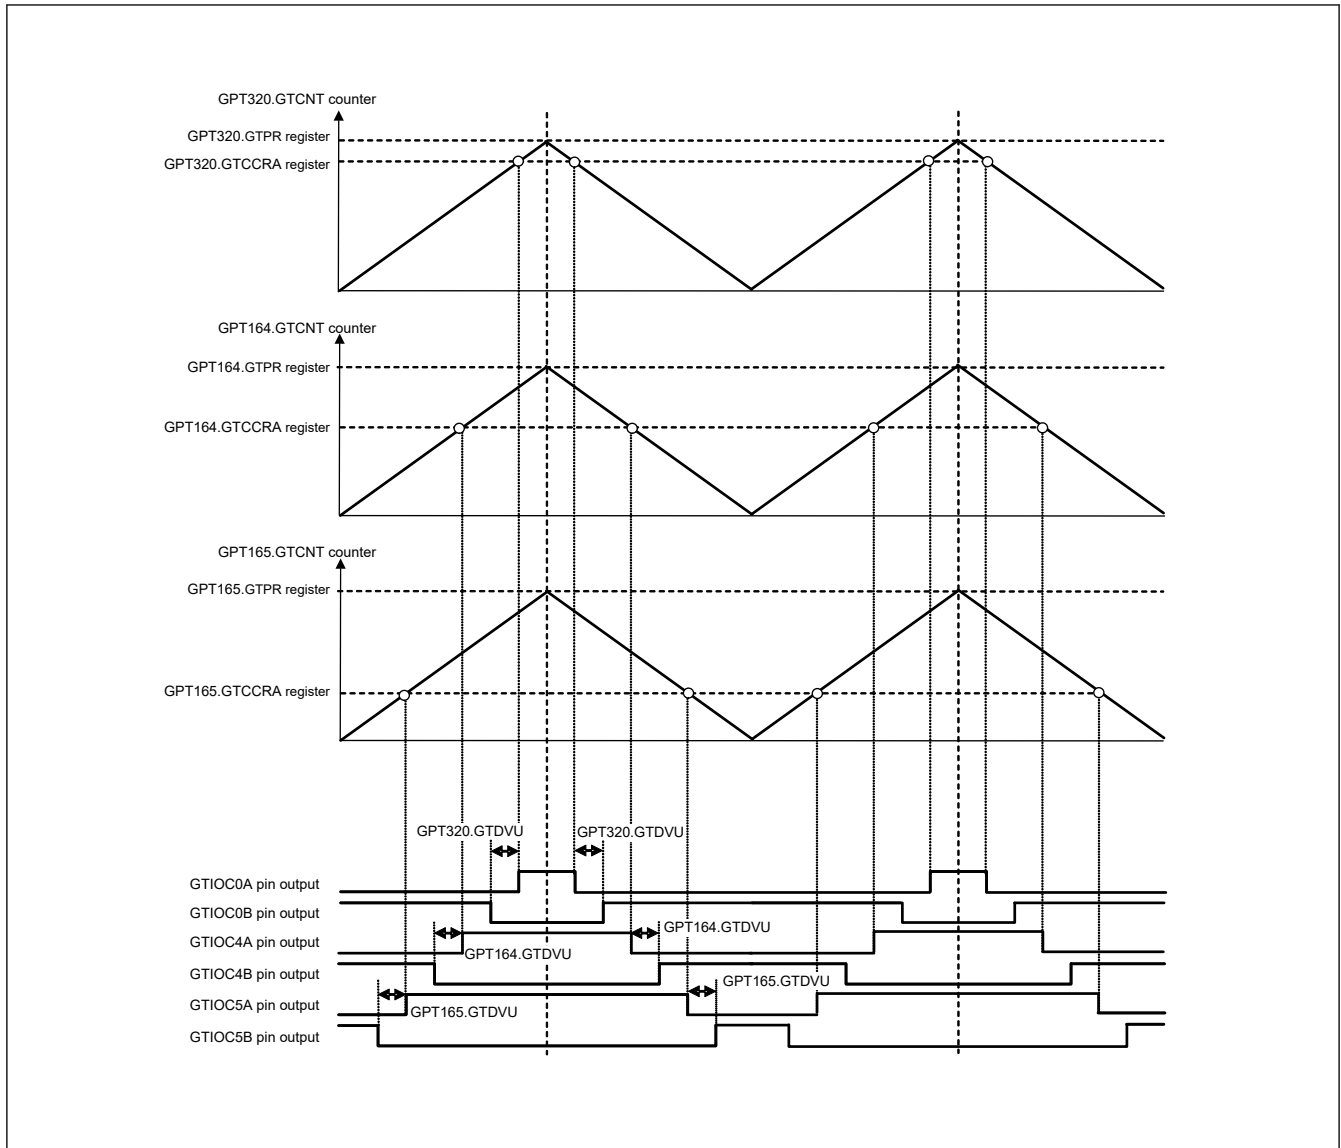 GPT320.GTCNT counter
GPT320.GTPR register
GPT320.GTCCRA register
GPT164.GTCNT counter
GPT164.GTPR register
GPT164.GTCCRA register
GPT165.GTCNT counter
GPT165.GTPR register
GPT165.GTCCRA register
GPT320.GTDVU GPT320.GTDVU
GTIOC0A pin output
GTIOC0B pin output
GPT164.GTDVU
GTIOC4A pin output
GPT164.GTDVU
GTIOC4B pin output
GPT165.GTDVU
GTIOC5A pin output
GPT165.GTDVU
GTIOC5B pin output